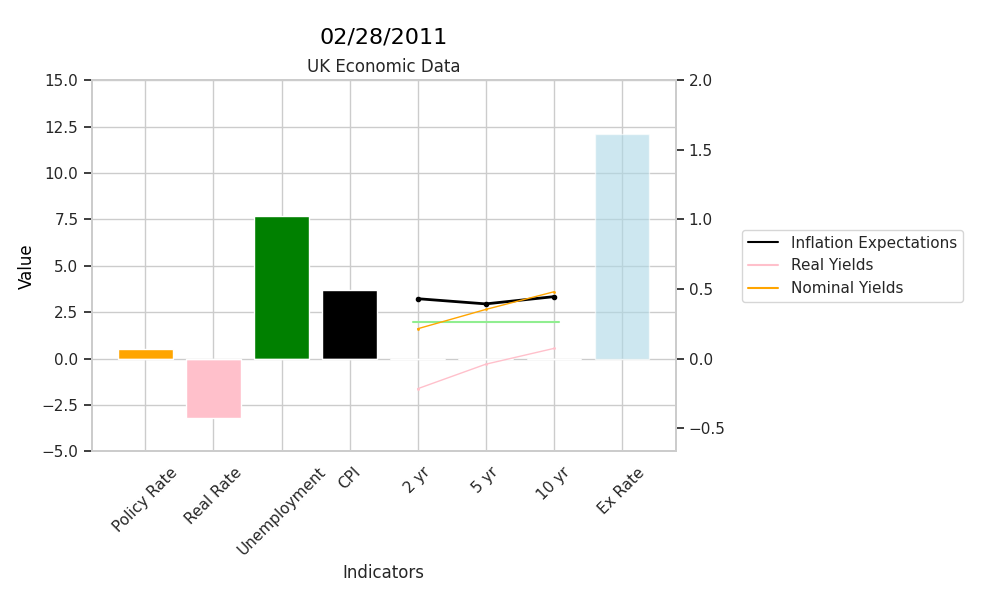 02/28/2011
UK Economic Data
15.0
12.5
10.0
7.5
5.0
2.5
0.0
−2.5
−5.0
Value
2.0
1.5
1.0
0.5
0.0
−0.5
Policy Rate
Real Rate
Unemployment
CPI
2 yr
5 yr
10 yr
Ex Rate
Indicators
Inflation Expectations
Real Yields
Nominal Yields